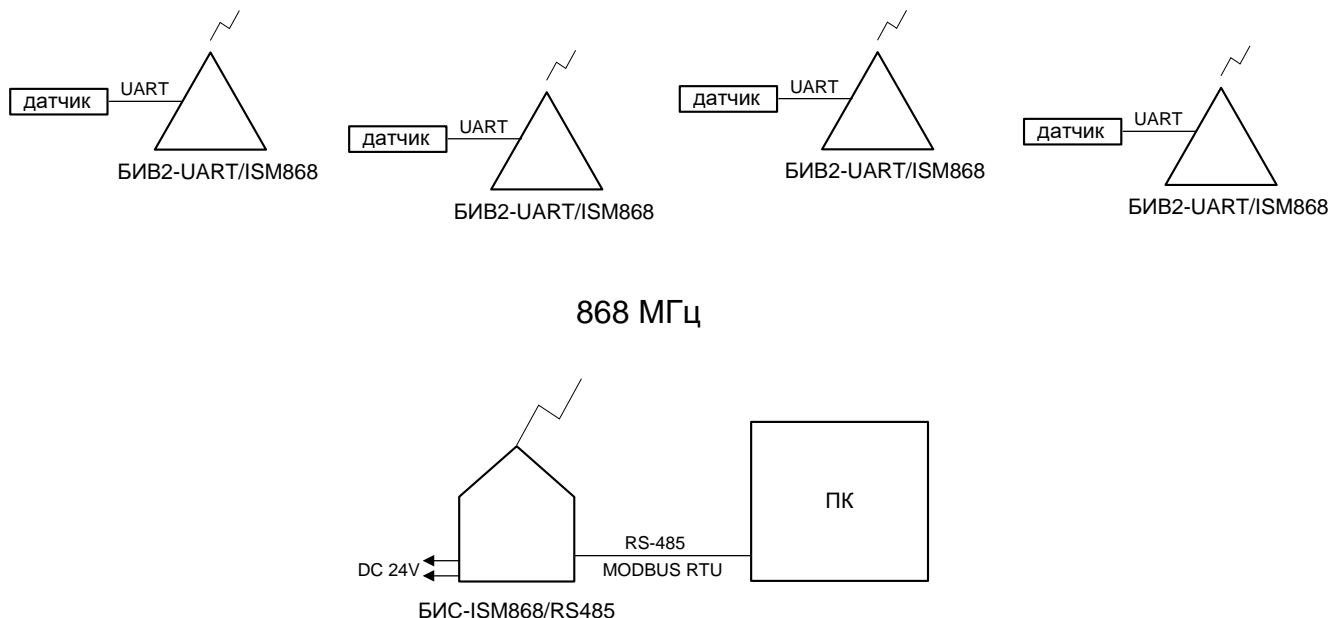 UART
датчик
БИВ2-UART/ISM868
UART
датчик
БИВ2-UART/ISM868
UART
датчик
БИВ2-UART/ISM868
UART
датчик
БИВ2-UART/ISM868
868 МГц
ПК
RS-485
DC 24V
MODBUS RTU
БИС-ISM868/RS485